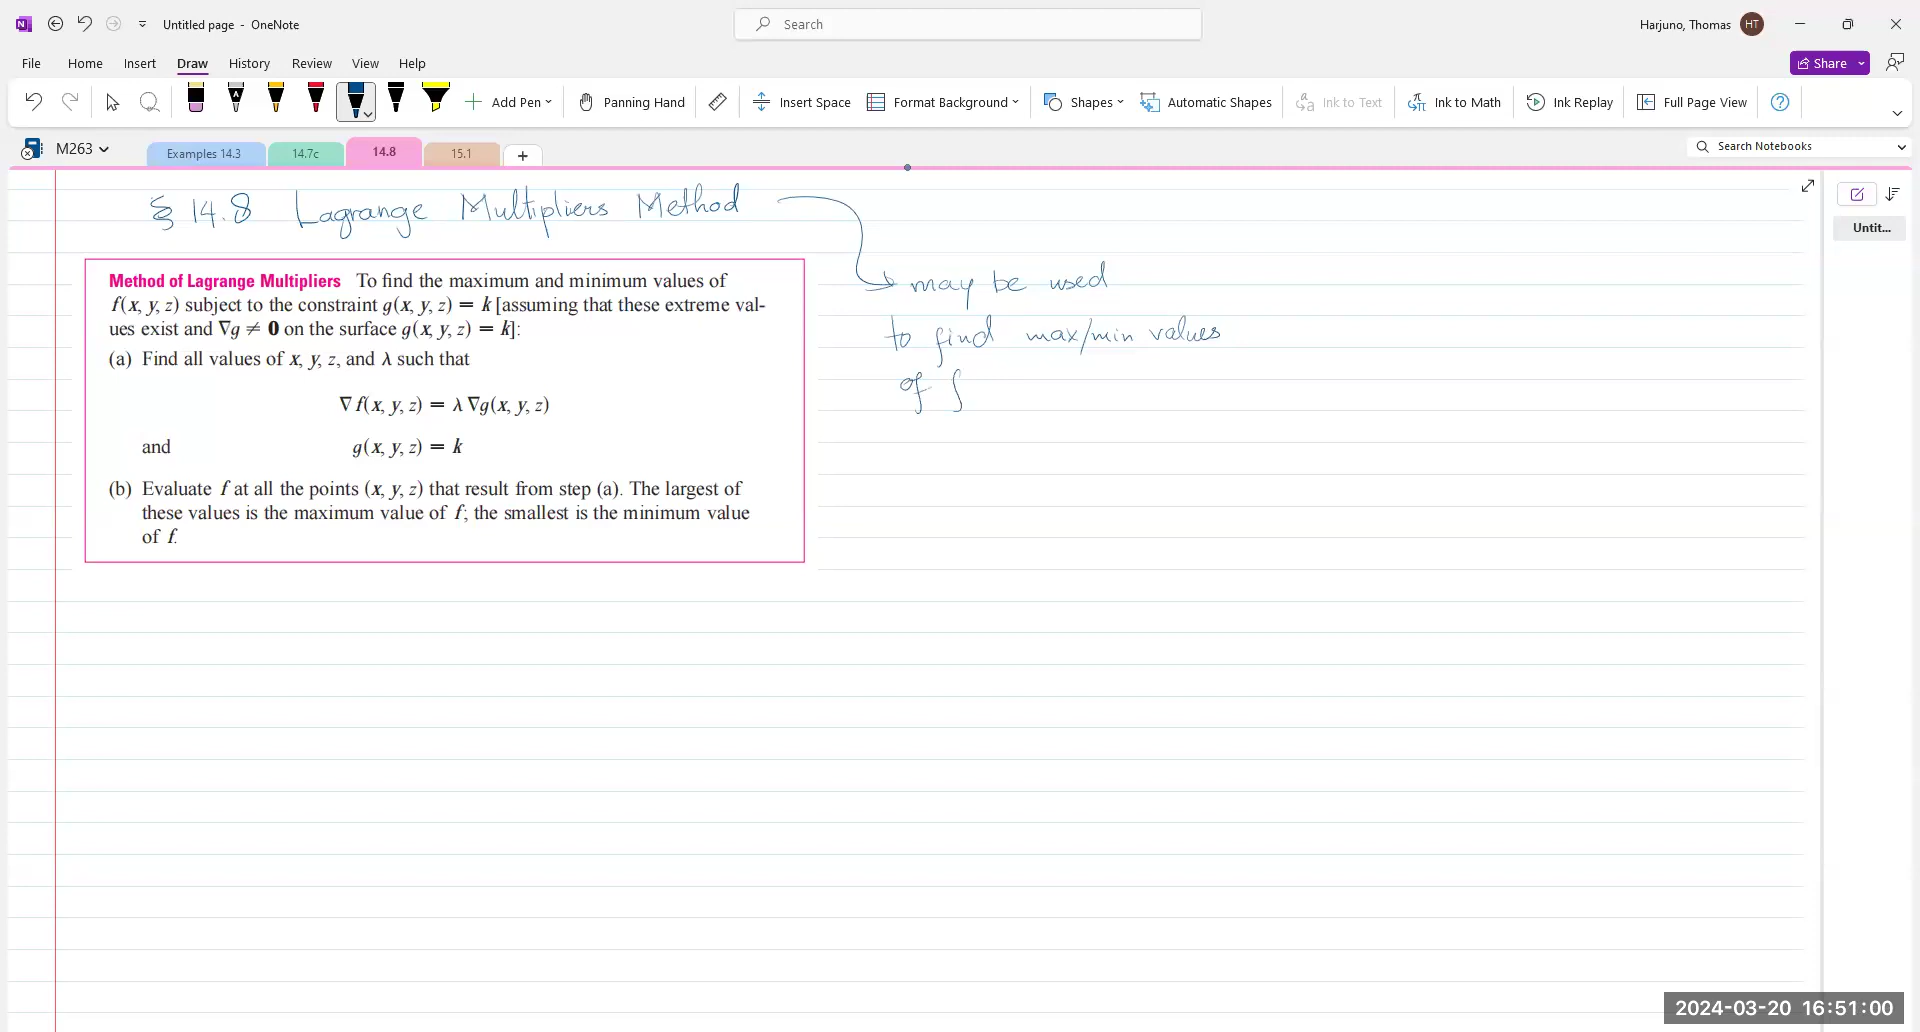 Untitled page - OneNote
Search
Harjuno, Thomas HT
File Home Insert Draw History Review View Help
Share
Add Pen Panning Hand Insert Space Format Background Shapes Automatic Shapes Ink to Text Ink to Math Ink Replay Full Page View
M263 Examples 14.3 14.7c 14.8 15.1 + Search Notebooks
Untit...
§ 14.8 Lagrange Multipliers Method
Method of Lagrange Multipliers To find the maximum and minimum values of
f(x, y, z) subject to the constraint g(x, y, z) = k [assuming that these extreme val-
ues exist and ∇g ≠ 0 on the surface g(x, y, z) = k]:
(a) Find all values of x, y, z, and λ such that
∇f(x, y, z) = λ ∇g(x, y, z)
and g(x, y, z) = k
(b) Evaluate f at all the points (x, y, z) that result from step (a). The largest of
these values is the maximum value of f; the smallest is the minimum value
of f.
may be used
to find max/min values
of f
2024-03-20 16:51:00